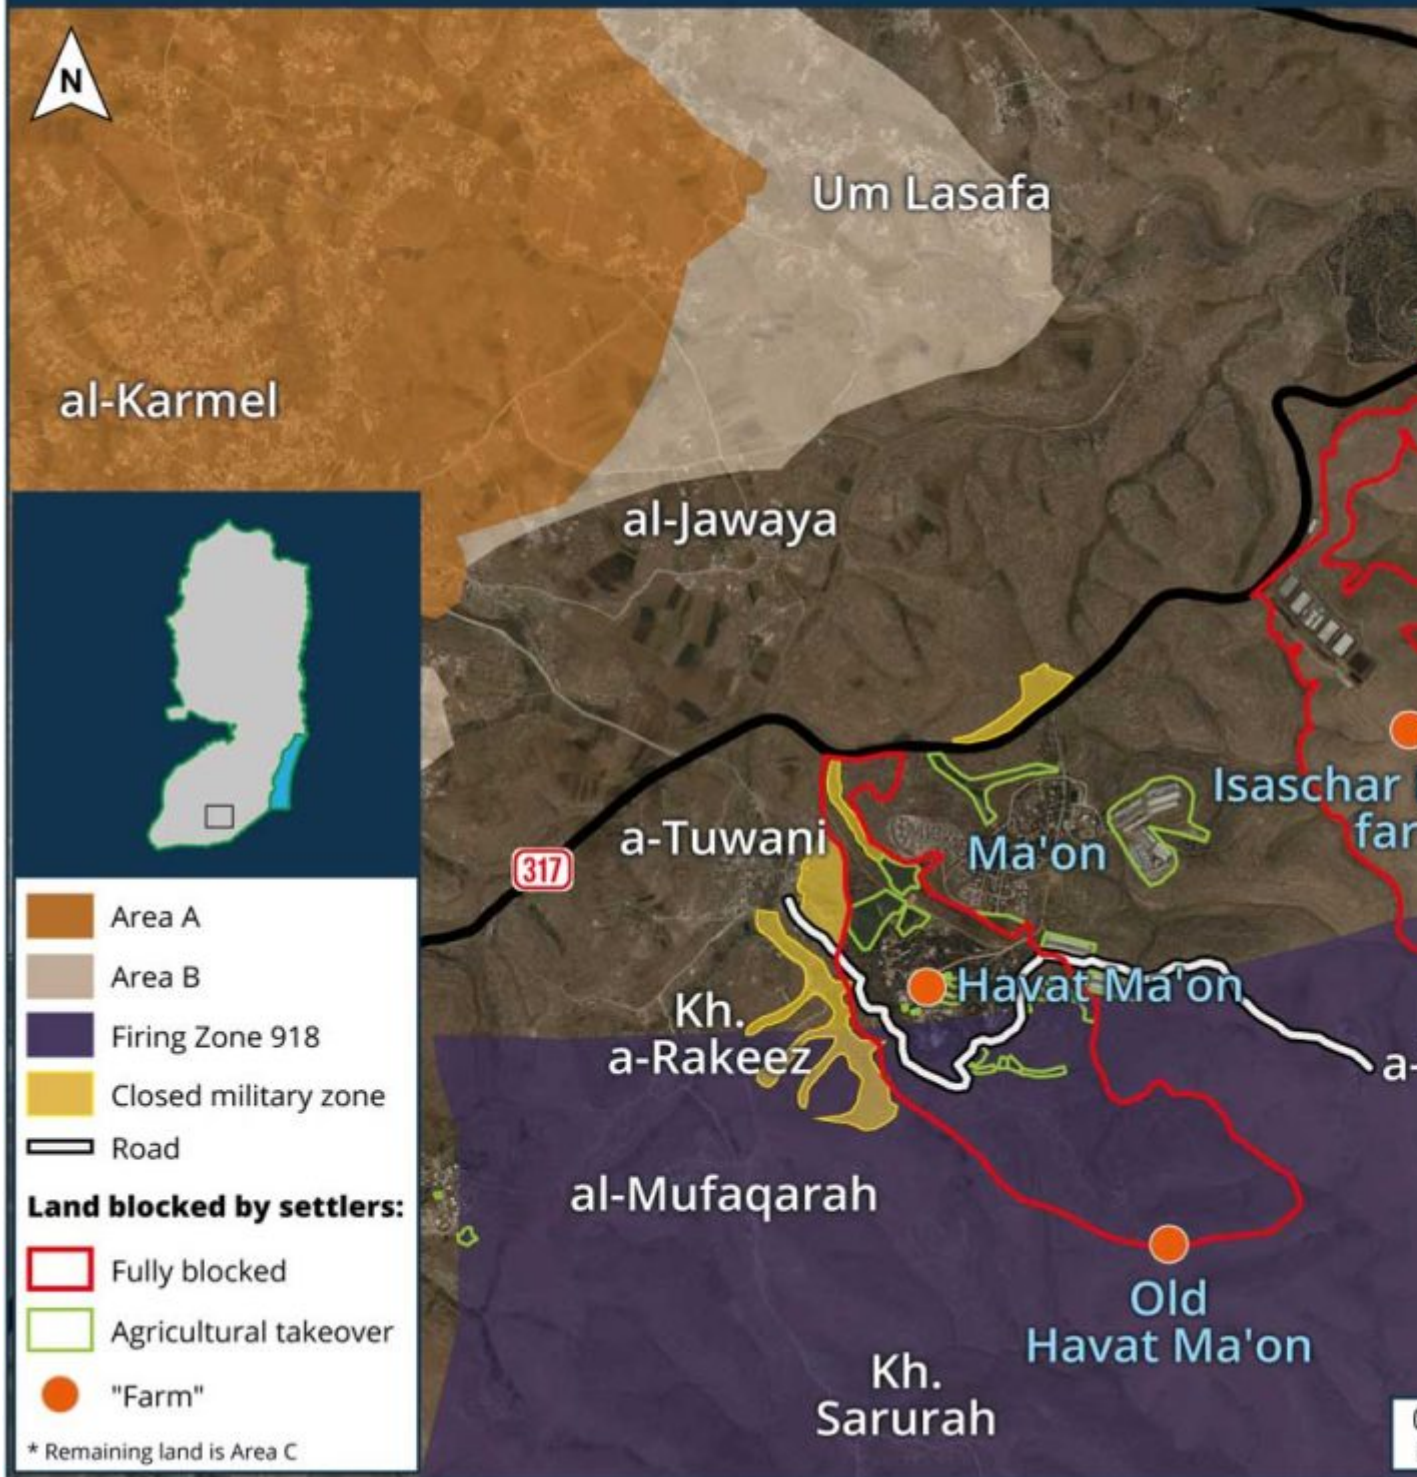 N
Um Lasafa
al-Karmel
al-Jawaya
a-Tuwani
317
Ma'on
Isaschar
Havat Ma'on
Kh.
a-Rakeez
al-Mufaqarah
Old
Havat Ma'on
Kh.
Sarurah
Area A
Area B
Firing Zone 918
Closed military zone
Road
Land blocked by settlers:
Fully blocked
Agricultural takeover
"Farm"
* Remaining land is Area C